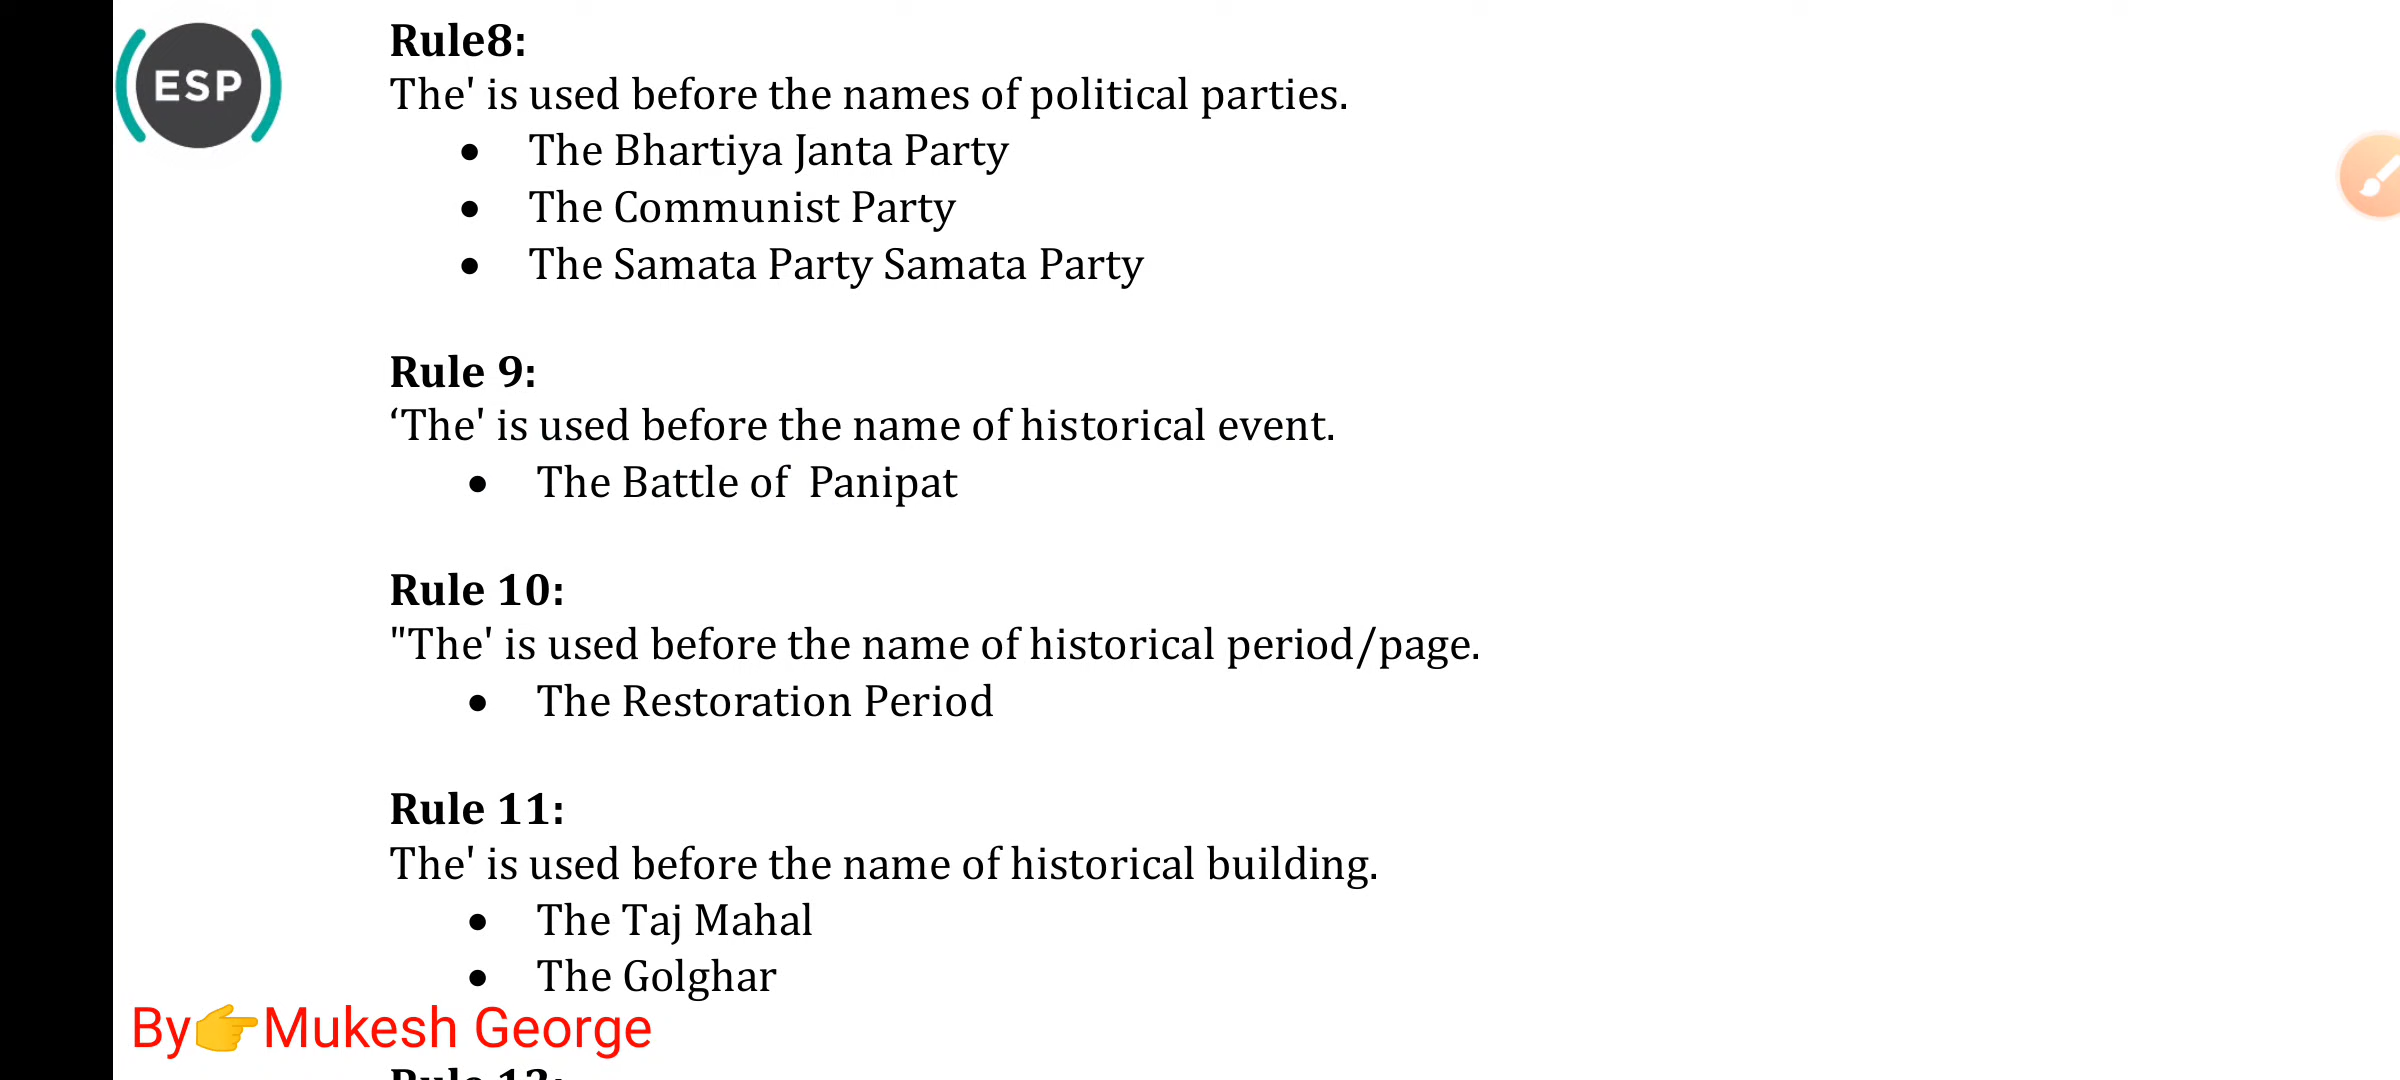 ESP
Rule8:
The' is used before the names of political parties.
• The Bhartiya Janta Party
• The Communist Party
• The Samata Party Samata Party
Rule 9:
‘The' is used before the name of historical event.
• The Battle of  Panipat
Rule 10:
"The' is used before the name of historical period/page.
• The Restoration Period
Rule 11:
The' is used before the name of historical building.
• The Taj Mahal
• The Golghar
By👉Mukesh George